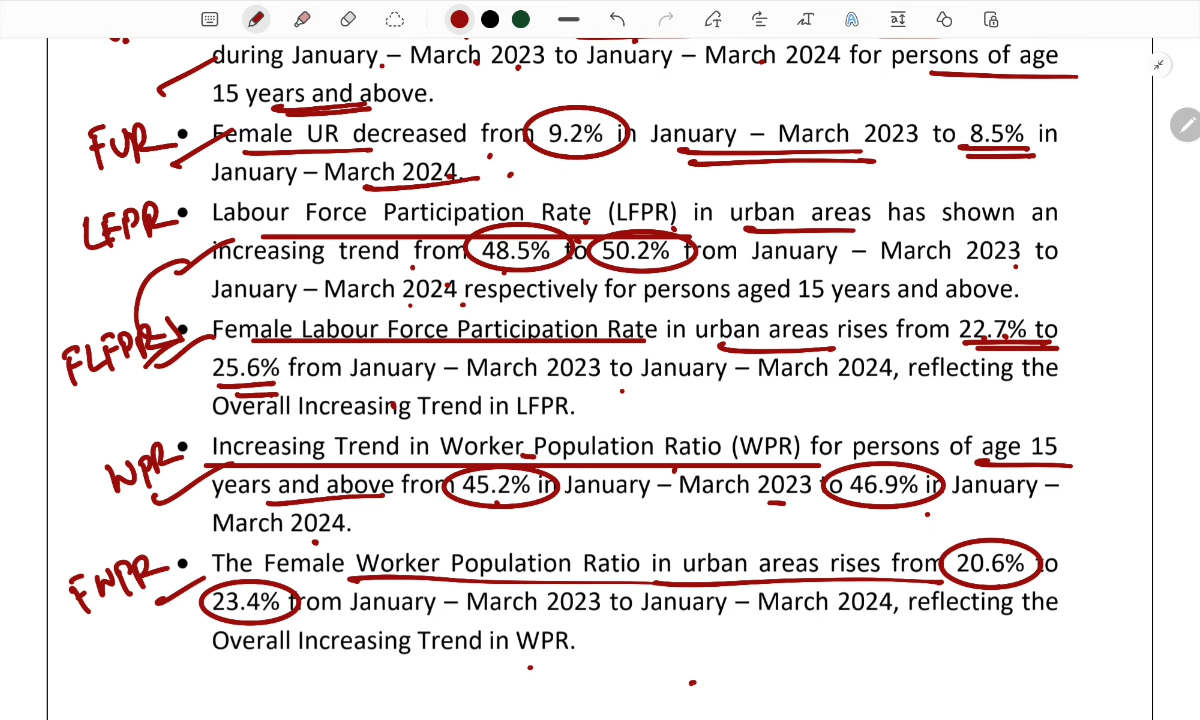 during January – March 2023 to January – March 2024 for persons of age
15 years and above.
FUR
• Female UR decreased from 9.2% in January – March 2023 to 8.5% in
January – March 2024.
LFPR
• Labour Force Participation Rate (LFPR) in urban areas has shown an
increasing trend from 48.5% to 50.2% from January – March 2023 to
January – March 2024 respectively for persons aged 15 years and above.
FLFPR
• Female Labour Force Participation Rate in urban areas rises from 22.7% to
25.6% from January – March 2023 to January – March 2024, reflecting the
Overall Increasing Trend in LFPR.
WPR
• Increasing Trend in Worker Population Ratio (WPR) for persons of age 15
years and above from 45.2% in January – March 2023 to 46.9% in January –
March 2024.
FWPR
• The Female Worker Population Ratio in urban areas rises from 20.6% to
23.4% from January – March 2023 to January – March 2024, reflecting the
Overall Increasing Trend in WPR.